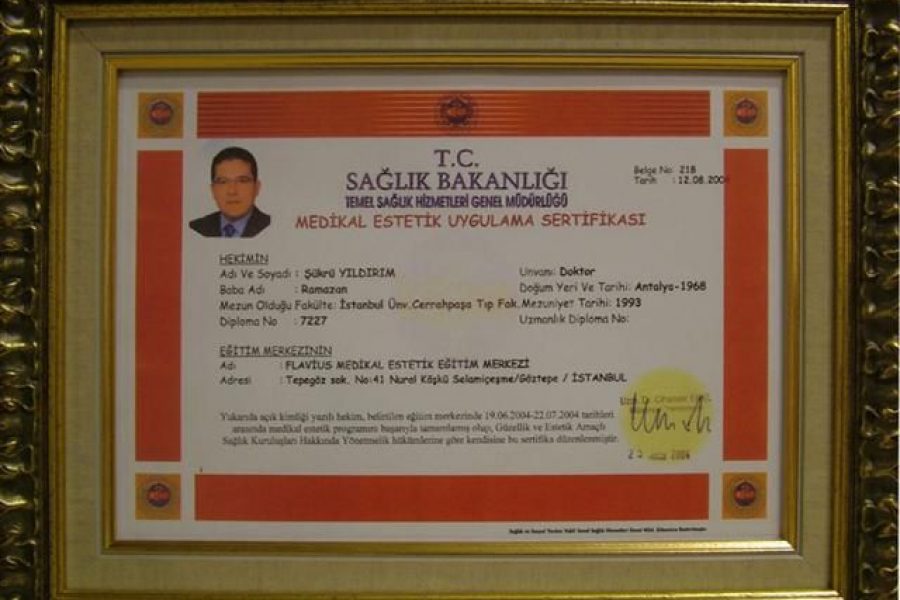 T.C.
SAĞLIK BAKANLIĞI
TEMEL SAĞLIK HİZMETLERİ GENEL MÜDÜRLÜĞÜ
MEDİKAL ESTETİK UYGULAMA SERTİFİKASI
Belge No 218
Tarih : 12.08.2004
HEKİMİN
Adı Ve Soyadı : Şükrü YILDIRIM Unvanı: Doktor
Baba Adı : Ramazan Doğum Yeri Ve Tarihi: Antalya-1968
Mezun Olduğu Fakülte: İstanbul Ünv.Cerrahpaşa Tıp Fak. Mezuniyet Tarihi: 1993
Diploma No : 7227 Uzmanlık Diploma No:
EĞİTİM MERKEZİNİN
Adı : FLAVİUS MEDİKAL ESTETİK EĞİTİM MERKEZİ
Adresi : Tepegöz sok. No:41 Nural Köşkü Selamiçeşme/Göztepe / İSTANBUL
Yukarıda açık kimliği yazılı hekim, belirtilen eğitim merkezinde 19.06.2004-22.07.2004 tarihleri
arasında medikal estetik programını başarıyla tamamlamış olup, Güzellik ve Estetik Amaçlı
Sağlık Kuruluşları Hakkında Yönetmelik hükümlerine göre kendisine bu sertifika düzenlenmiştir.